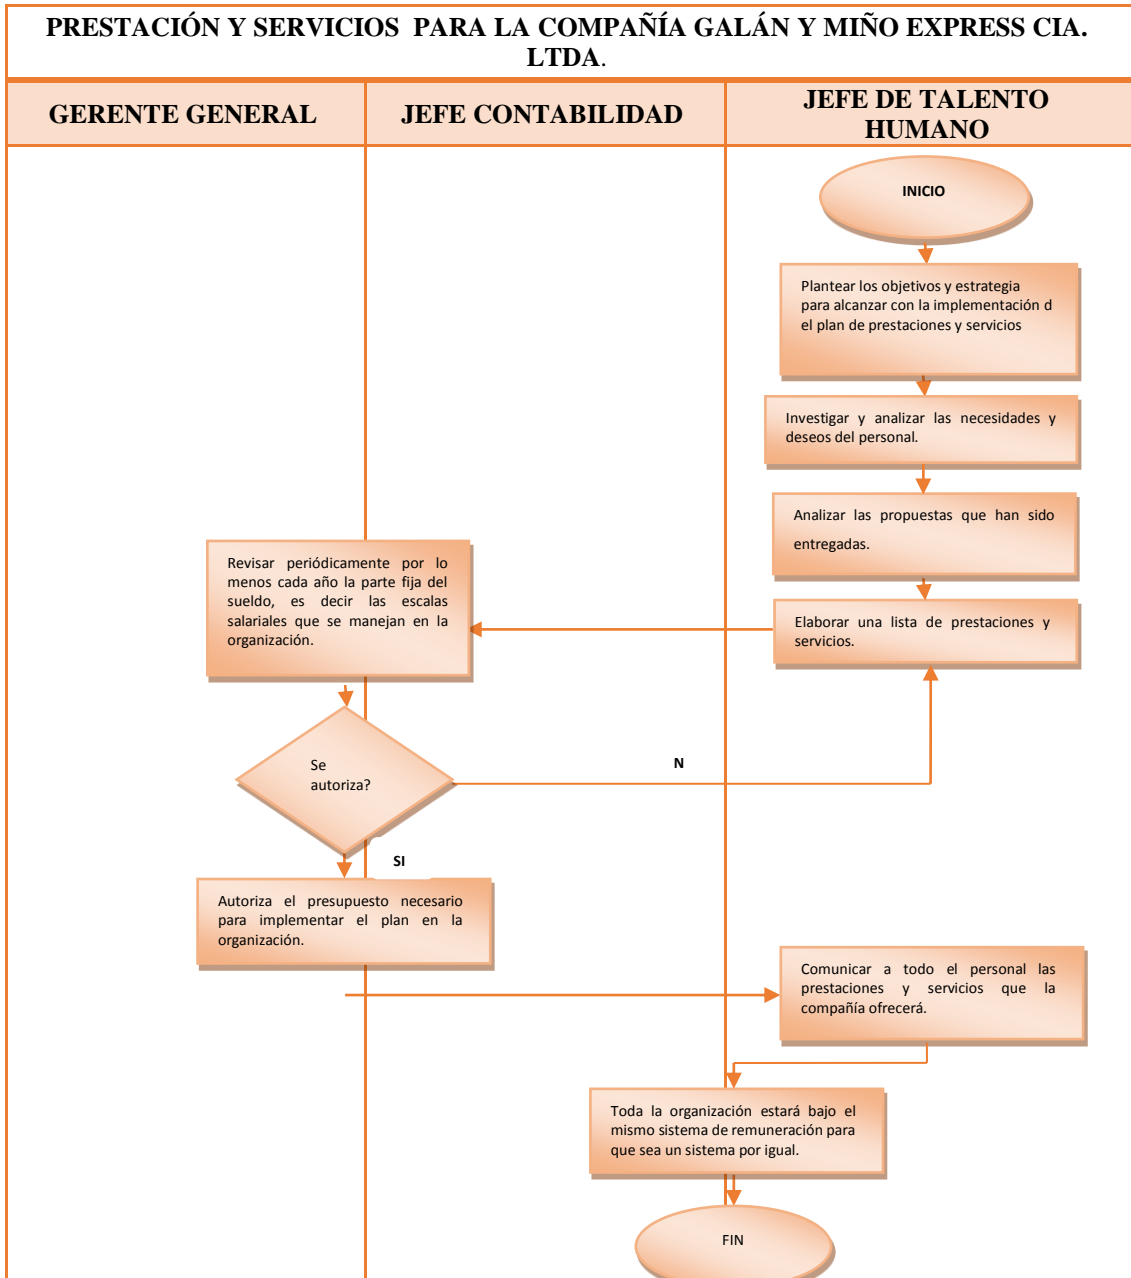 PRESTACIÓN Y SERVICIOS PARA LA COMPAÑÍA GALÁN Y MIÑO EXPRESS CIA.
LTDA.
GERENTE GENERAL
JEFE CONTABILIDAD
JEFE DE TALENTO
HUMANO
INICIO
Plantear los objetivos y estrategia
para alcanzar con la implementación d
el plan de prestaciones y servicios
Investigar y analizar las necesidades y
deseos del personal.
Analizar las propuestas que han sido
entregadas.
Elaborar una lista de prestaciones y
servicios.
Revisar periódicamente por lo
menos cada año la parte fija del
sueldo, es decir las escalas
salariales que se manejan en la
organización.
Se
autoriza?
N
SI
Autoriza el presupuesto necesario
para implementar el plan en la
organización.
Comunicar a todo el personal las
prestaciones y servicios que la
compañía ofrecerá.
Toda la organización estará bajo el
mismo sistema de remuneración para
que sea un sistema por igual.
FIN